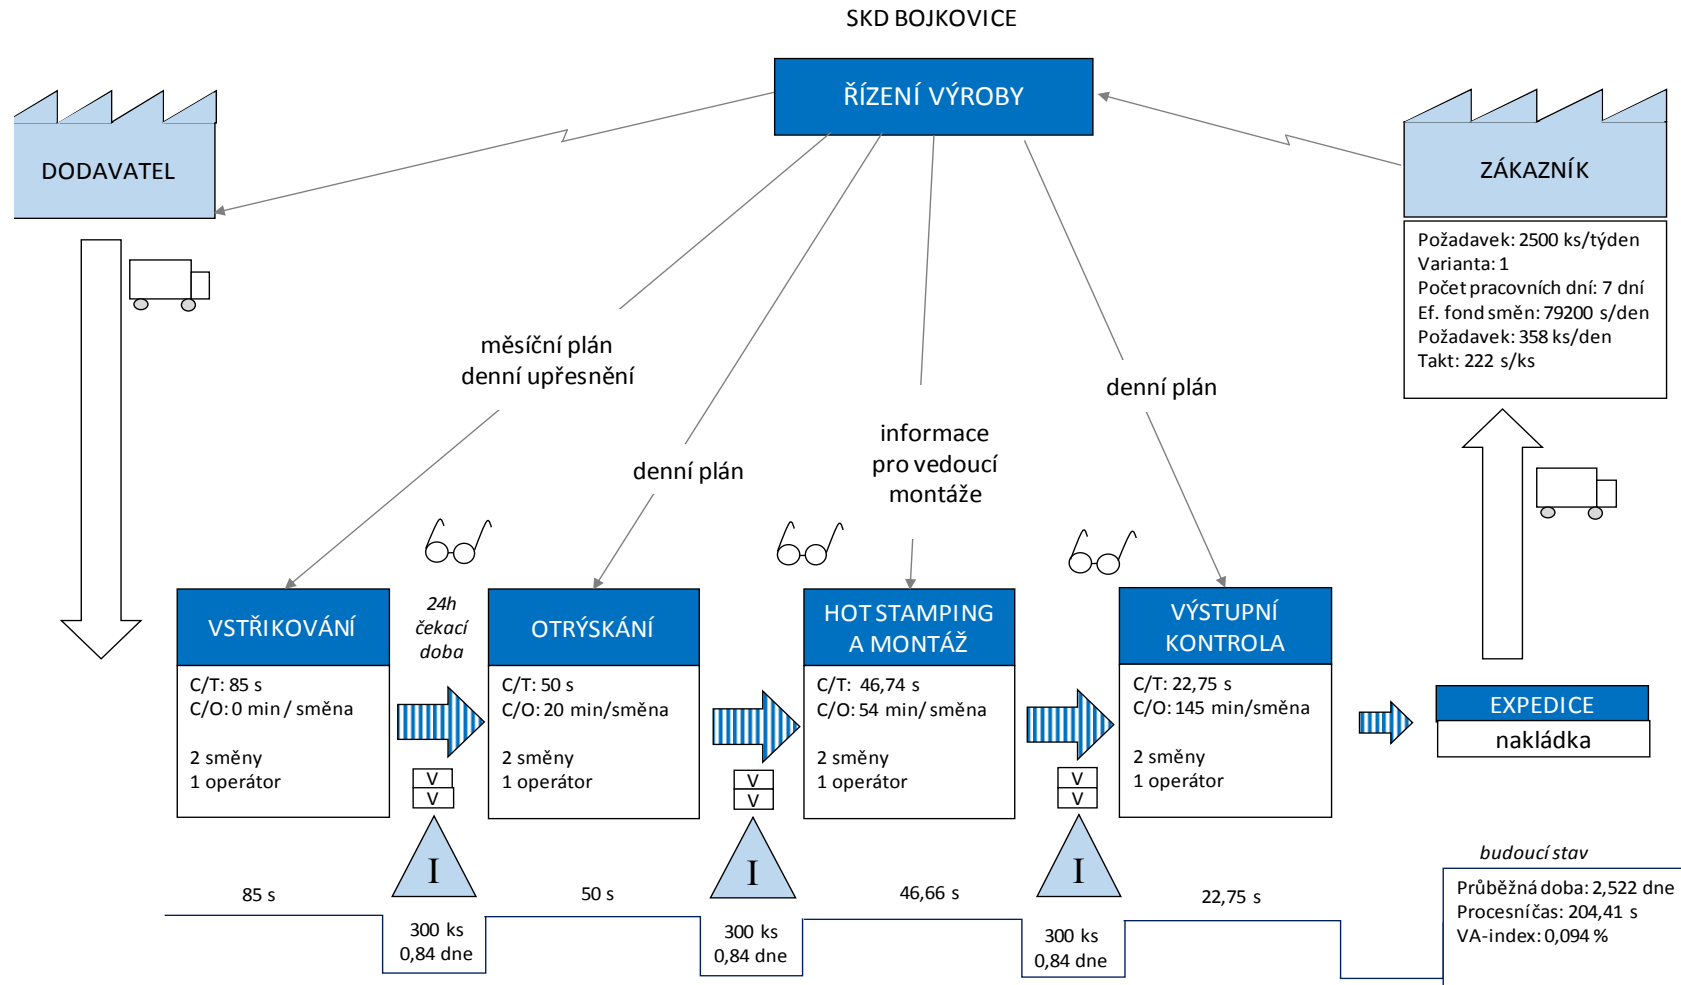 SKD BOJKOVICE
ŘÍZENÍ VÝROBY
DODAVATEL
ZÁKAZNÍK
Požadavek: 2500 ks/týden
Varianta: 1
Počet pracovních dní: 7 dní
Ef. fond směn: 79200 s/den
Požadavek: 358 ks/den
Takt: 222 s/ks
měsíční plán
denní upřesnění
denní plán
informace
pro vedoucí
montáže
denní plán
VSTŘIKOVÁNÍ
C/T: 85 s
C/O: 0 min / směna
2 směny
1 operátor
24h
čekací
doba
V
V
I
OTRÝSKÁNÍ
C/T: 50 s
C/O: 20 min/směna
2 směny
1 operátor
V
V
I
HOT STAMPING
A MONTÁŽ
C/T: 46,74 s
C/O: 54 min/ směna
2 směny
1 operátor
V
V
I
VÝSTUPNÍ
KONTROLA
C/T: 22,75 s
C/O: 145 min/směna
2 směny
1 operátor
EXPEDICE
nakládka
85 s
300 ks
0,84 dne
50 s
300 ks
0,84 dne
46,66 s
300 ks
0,84 dne
22,75 s
budoucí stav
Průběžná doba: 2,522 dne
Procesní čas: 204,41 s
VA-index: 0,094 %